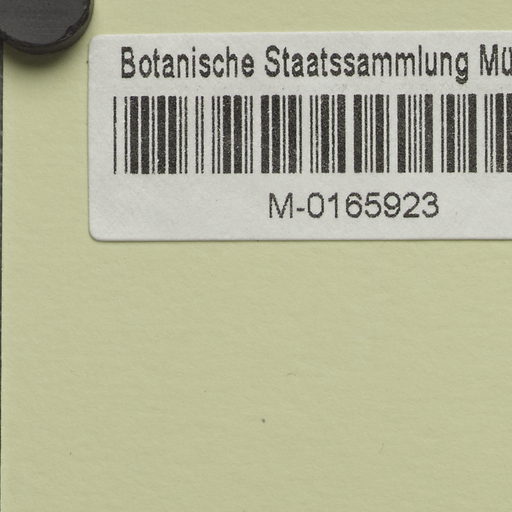 Botanische Staatssammlung Mü
M-0165923